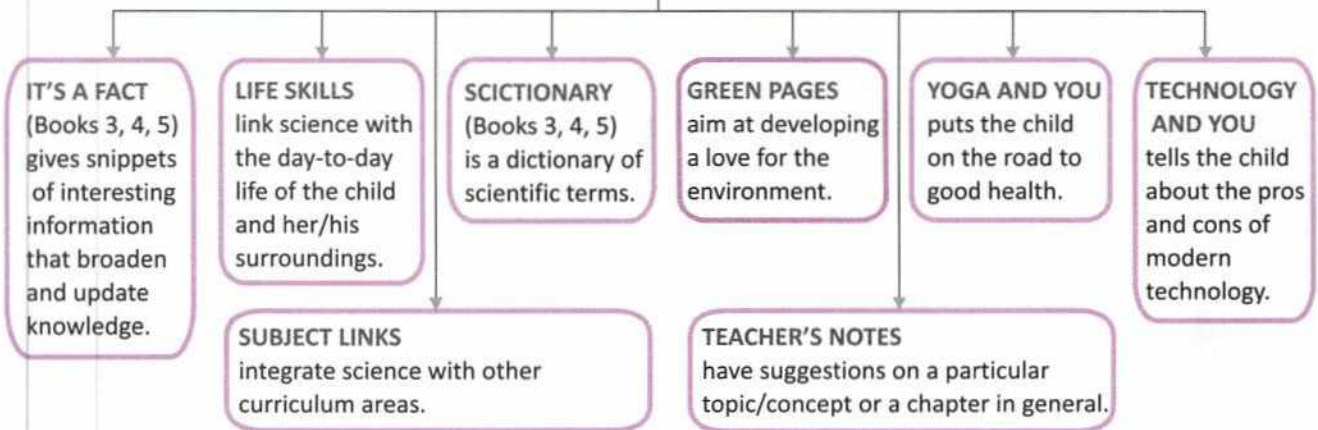 IT'S A FACT
(Books 3, 4, 5)
gives snippets
of interesting
information
that broaden
and update
knowledge.
LIFE SKILLS
link science with
the day-to-day
life of the child
and her/his
surroundings.
SCICTIONARY
(Books 3, 4, 5)
is a dictionary of
scientific terms.
GREEN PAGES
aim at developing
a love for the
environment.
YOGA AND YOU
puts the child
on the road to
good health.
TECHNOLOGY
AND YOU
tells the child
about the pros
and cons of
modern
technology.
SUBJECT LINKS
integrate science with other
curriculum areas.
TEACHER'S NOTES
have suggestions on a particular
topic/concept or a chapter in general.